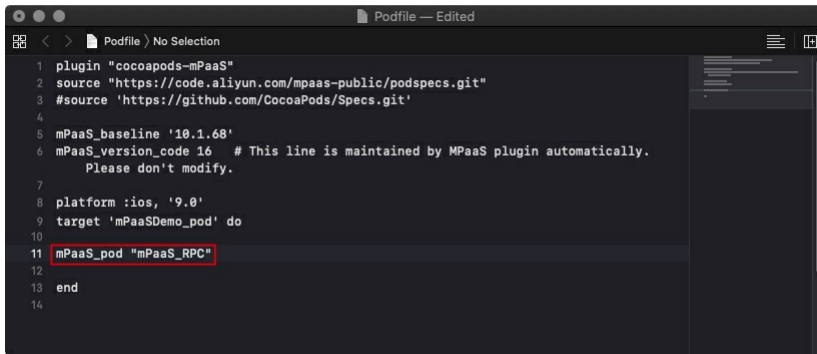 Podfile — Edited
Podfile 〉 No Selection
1 plugin "cocoapods-mPaaS"
2 source "https://code.aliyun.com/mpaas-public/podspecs.git"
3 #source 'https://github.com/CocoaPods/Specs.git'
4
5 mPaaS_baseline '10.1.68'
6 mPaaS_version_code 16   # This line is maintained by MPaaS plugin automatically.
Please don't modify.
7
8 platform :ios, '9.0'
9 target 'mPaaSDemo_pod' do
10
11 mPaaS_pod "mPaaS_RPC"
12
13 end
14